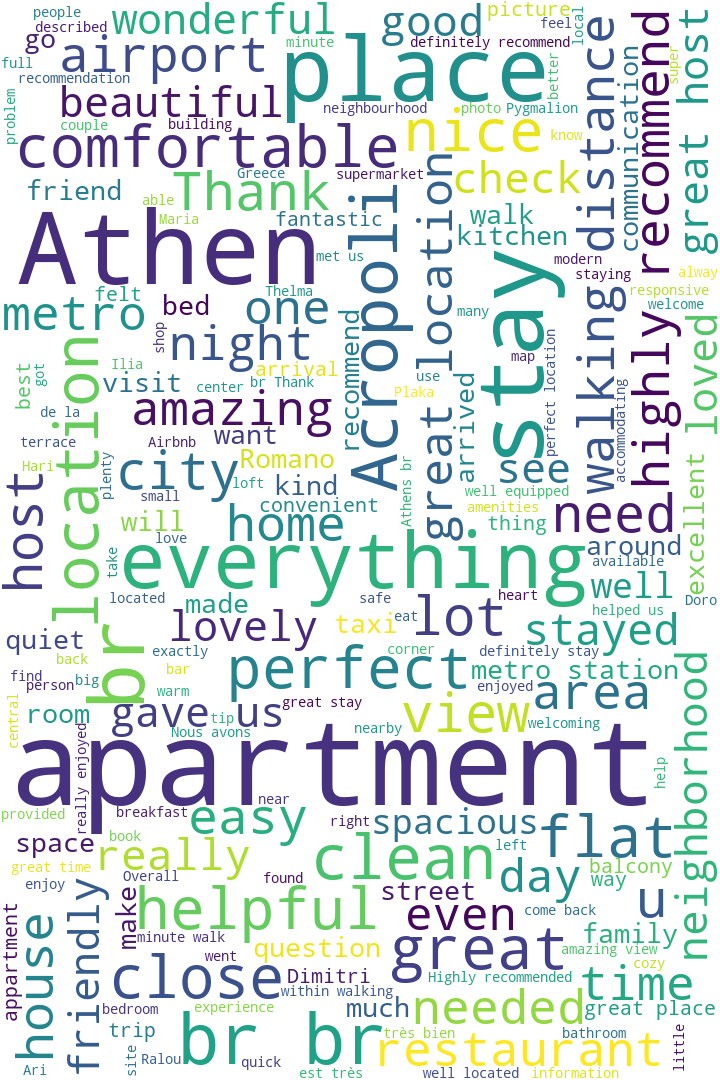 people
wonderful
good
picture
described
feel
local
go
airport
minute
definitely recommend
full
recommendation
place
better
super
highly recommend
great host
problem
beautiful
neighbourhood
photo
Pygmalion
couple
building
nice
know
distance
communication
comfortable
Greece
supermarket
check
friend
able
Thank
Maria
fantastic
walk
kitchen
Athen
met us
Acropoli
great location
modern
staying
alway
felt
Thelma
responsive
metro
bed
one
many
stay
walking
welcome
shop
night
map
best
got
Ilia
visit
center
br Thank
arrival
recommend
use
arrived
perfect location
loved
de la
amazing
Plaka
accommodating
terrace
Airbnb
want
br location
Hari
plenty
city
Romano
see
host
small
loft
kind
Athens br
well equipped
excellent
convenient
amenities
will
home
thing
need
love
take
everything
around
available
well
located
made
safe
eat
heart
helped us
Doro
quiet
lovely
taxi
lot
stayed
exactly
corner
definitely stay
find
back
bar
perfect
metro station
person
big
warm
enjoyed
area
central
room
great stay
gave us
tip
view
welcoming
neighborhood
Nous avons
nearby
really enjoyed
apartment
help
near
provided
breakfast
easy
right
spacious
flat
space
book
left
really
clean
great time
Overall
found
day
balcony
way
enjoy
street
u
appartment
house
friendly
make
helpful
even
come back
family
minute walk
question
great
amazing view
went
cozy
close
Dimitri
Highly recommended
time
within walking
bedroom
experience
much
needed
great place
trip
br br
très bien
bathroom
little
site
Ralou
restaurant
Ari
quick
est très
well located
information